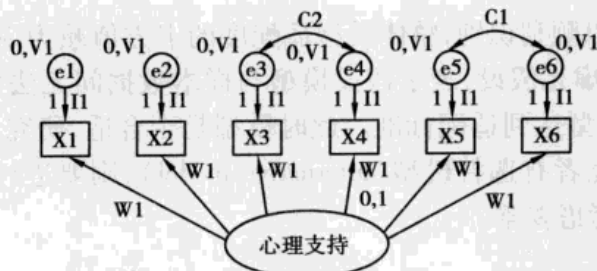 C2 C1
0,V1 0,V1 0,V1 0,V1 0,V1 0,V1
e1 e2 e3 e4 e5 e6
1 I1 1 I1 1 I1 1 I1 1 I1 1 I1
X1 X2 X3 X4 X5 X6
W1 W1 W1 W1
W1 0,1 W1
心理支持